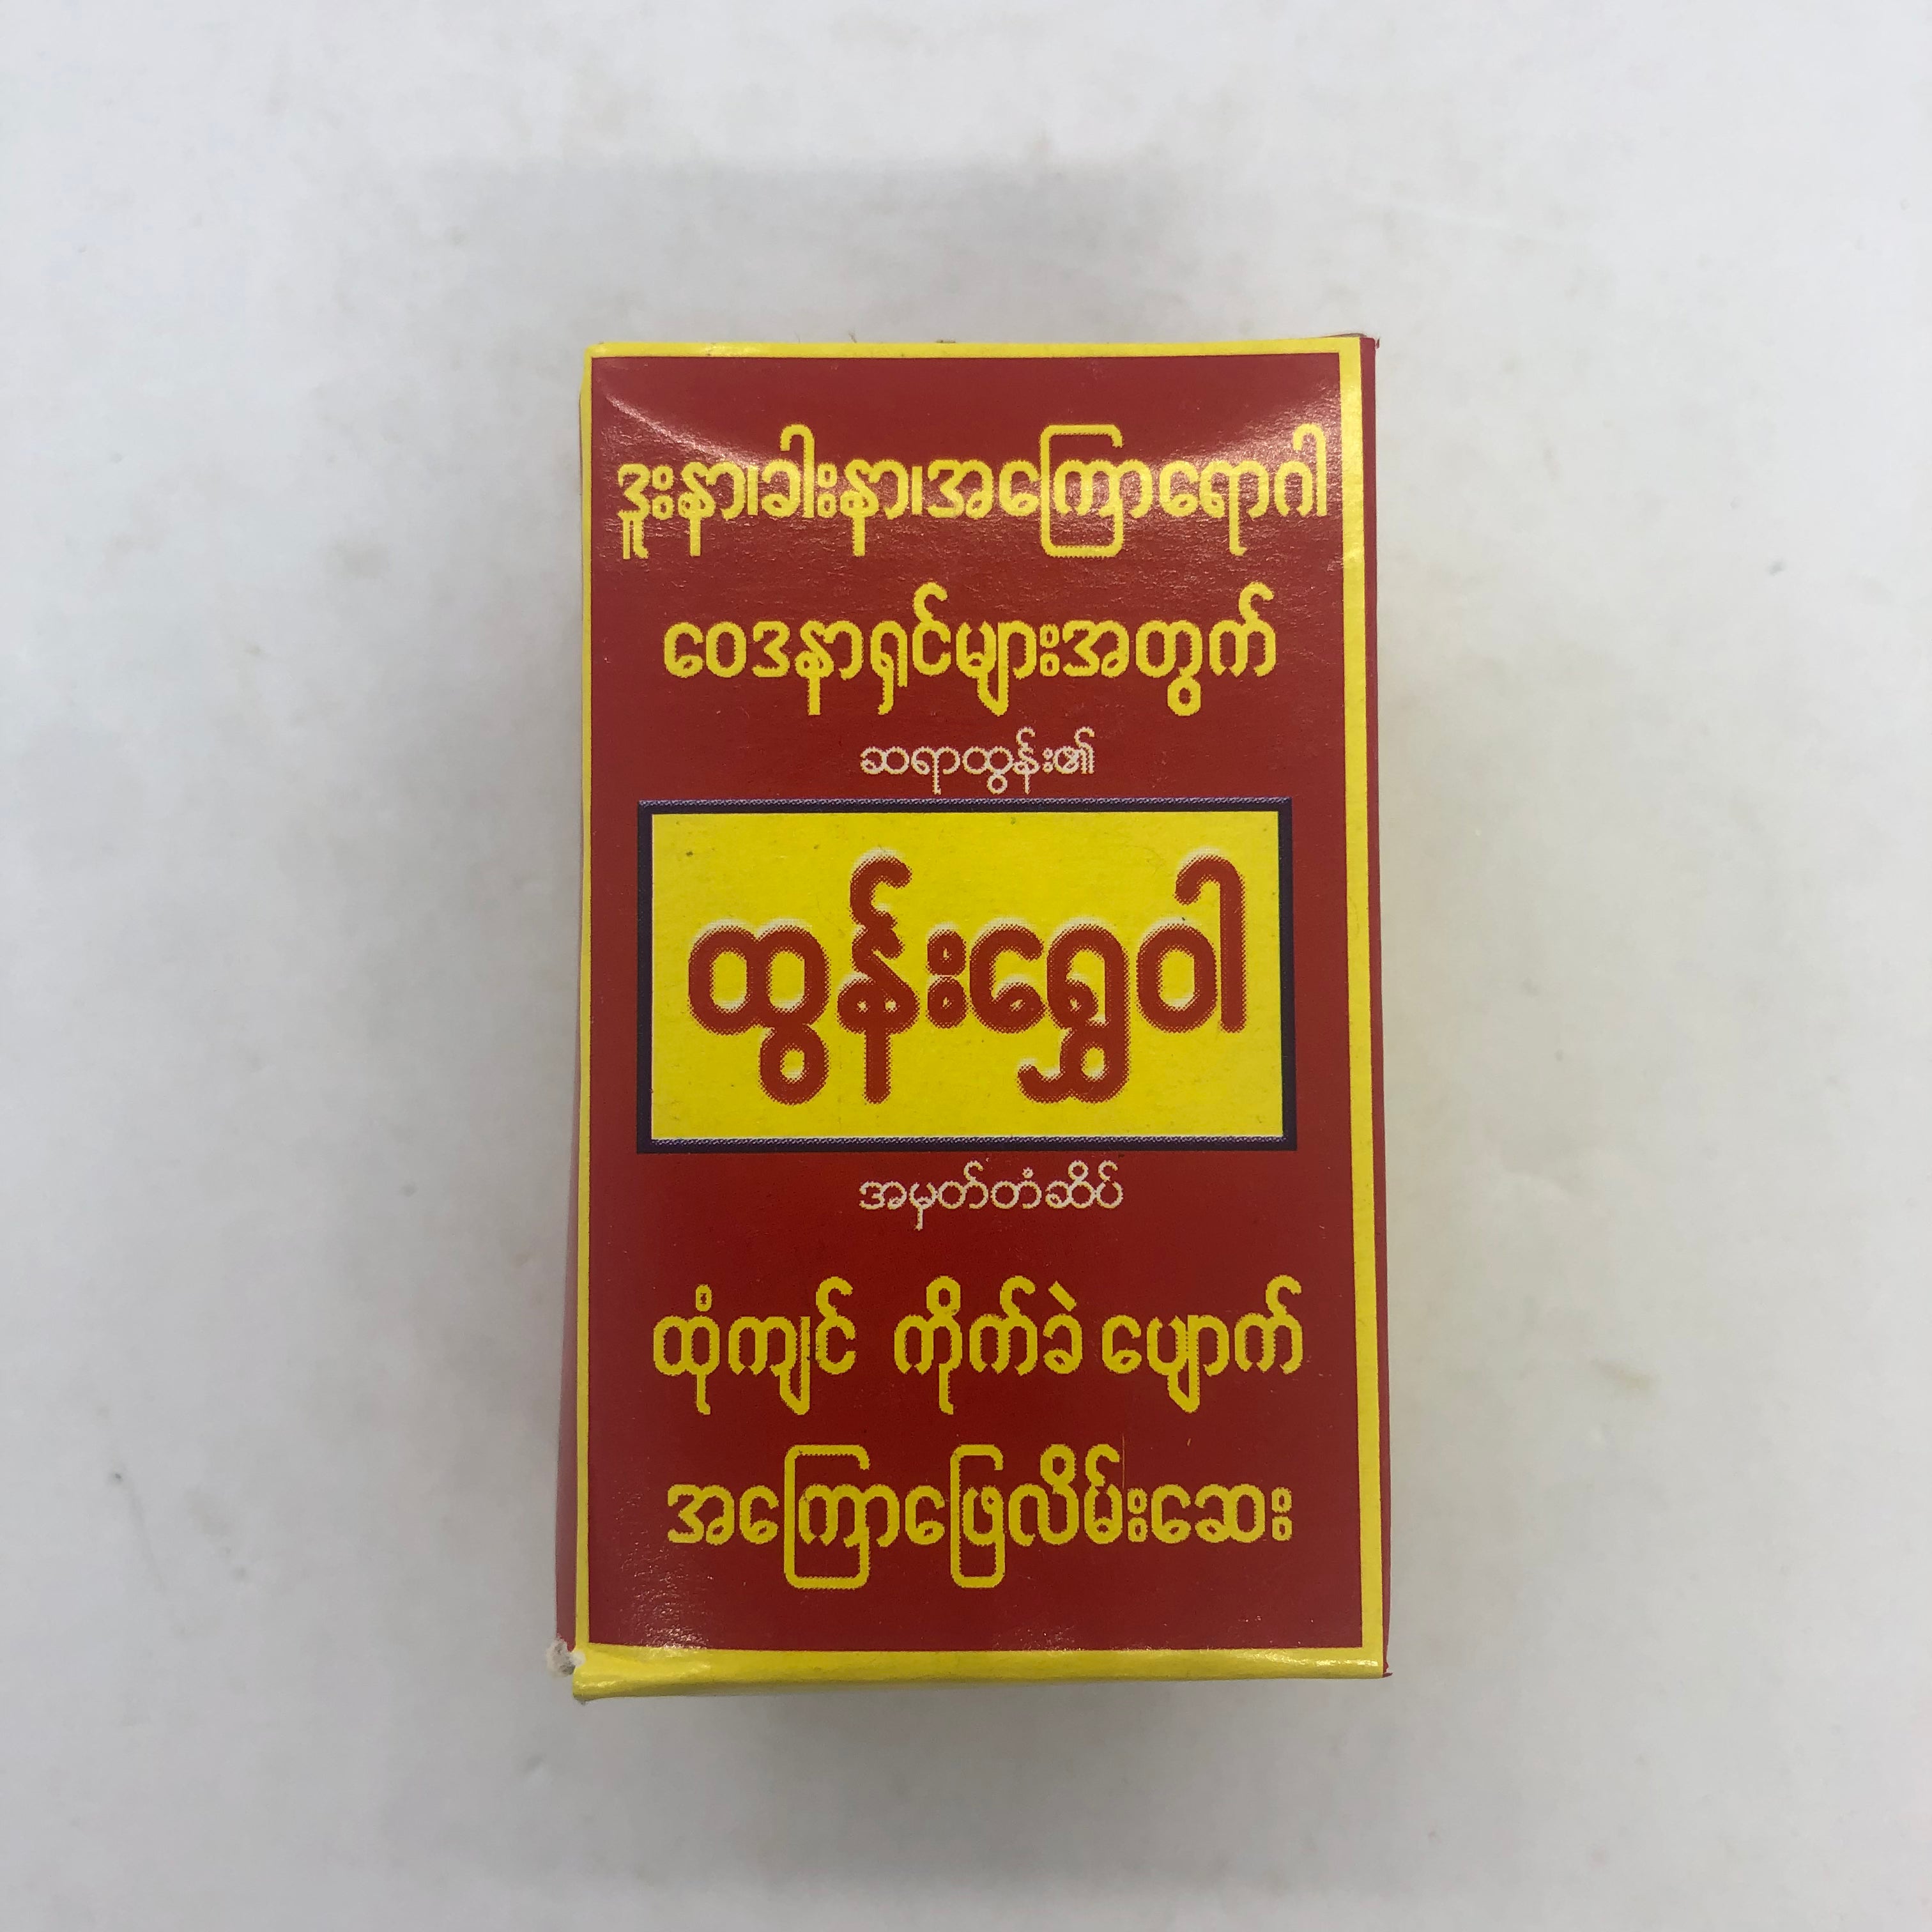 ဒူးနာ၊ခါးနာ၊အကြောရောဂါ
ဝေဒနာရှင်များအတွက်
ဆရာထွန်း၏
ထွန်းရွှေဝါ
အမှတ်တံဆိပ်
ထုံကျင် ကိုက်ခဲ ပျောက်
အကြောဖြေလိမ်းဆေး